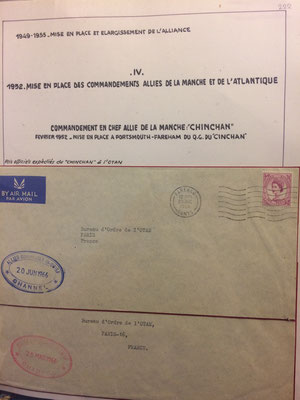 1949-1955. MISE EN PLACE ET ELARGISSEMENT DE L'ALLIANCE
.IV.
1952. MISE EN PLACE DES COMMANDEMENTS ALLIES DE LA MANCHE ET DE L'ATLANTIQUE
COMMANDEMENT EN CHEF ALLIE DE LA MANCHE/"CHINCHAN"
FEVRIER 1952 . MISE EN PLACE A PORTSMOUTH-FAREHAM DU Q.G. DU "CINCHAN"
"CINCHAN" à l'OTAN
BY AIR MAIL
PAR AVION
Bureau d'Ordre de l'OTAN
PARIS
France
20 JUN 1966
CHANNEL
Bureau d'Ordre de l'OTAN,
PARIS-16,
FRANCE.